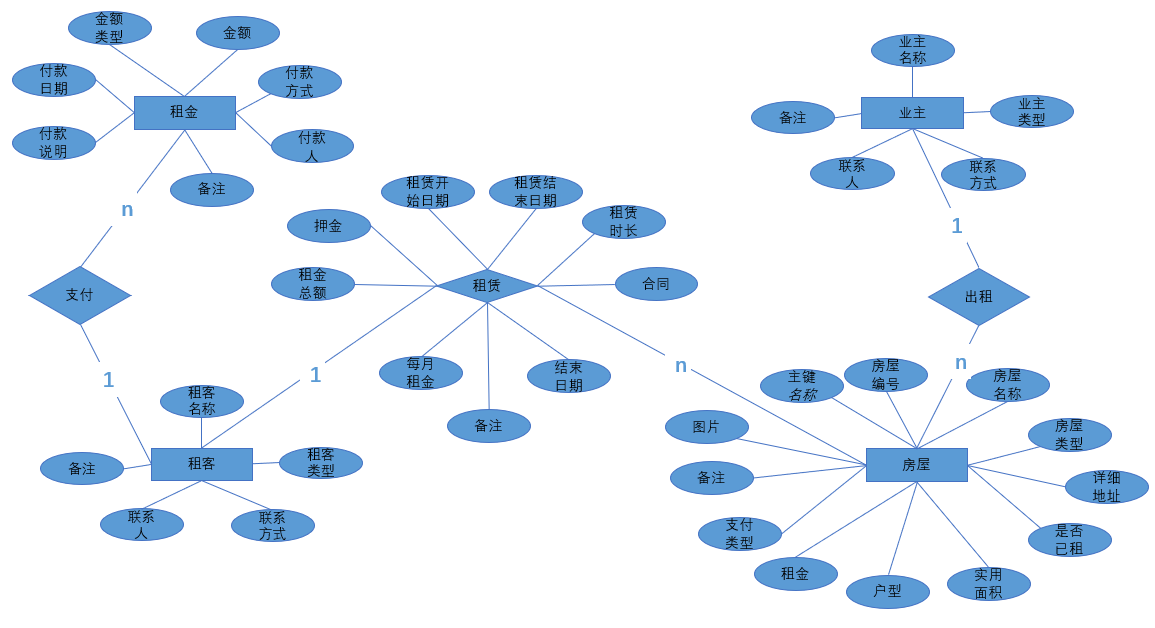 金额
类型
金额
付款
日期
付款
方式
租金
付款
说明
付款
人
备注
n
支付
1
业主
名称
备注
业主
业主
类型
联系
人
联系
方式
1
出租
n
租赁开
始日期
租赁结
束日期
押金
租赁
时长
租金
总额
租赁
合同
每月
租金
结束
日期
备注
1
n
租客
名称
备注
租客
租客
类型
联系
人
联系
方式
主键
名称
房屋
编号
房屋
名称
图片
房屋
类型
备注
房屋
详细
地址
支付
类型
是否
已租
租金
户型
实用
面积